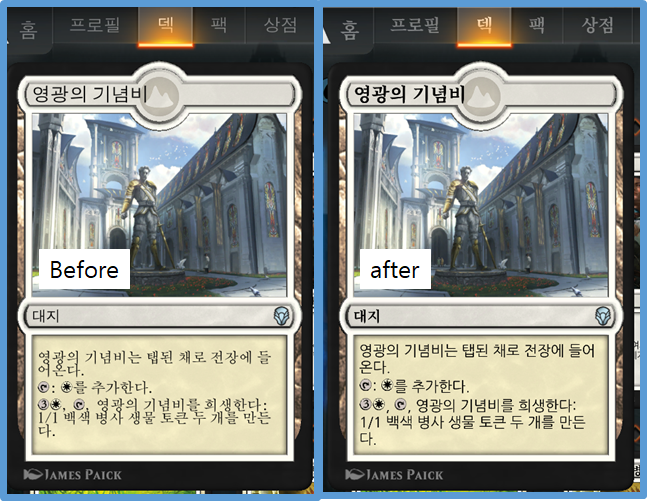 홈 프로필 덱 팩 상점
영광의 기념비
Before
대지
영광의 기념비는 탭된 채로 전장에 들
어온다.
: 를 추가한다.
3, , 영광의 기념비를 희생한다:
1/1 백색 병사 생물 토큰 두 개를 만든
다.
JAMES PAICK
홈 프로필 덱 팩 상점
영광의 기념비
after
대지
영광의 기념비는 탭된 채로 전장에 들어
온다.
: 를 추가한다.
3, , 영광의 기념비를 희생한다:
1/1 백색 병사 생물 토큰 두 개를 만든
다.
JAMES PAICK